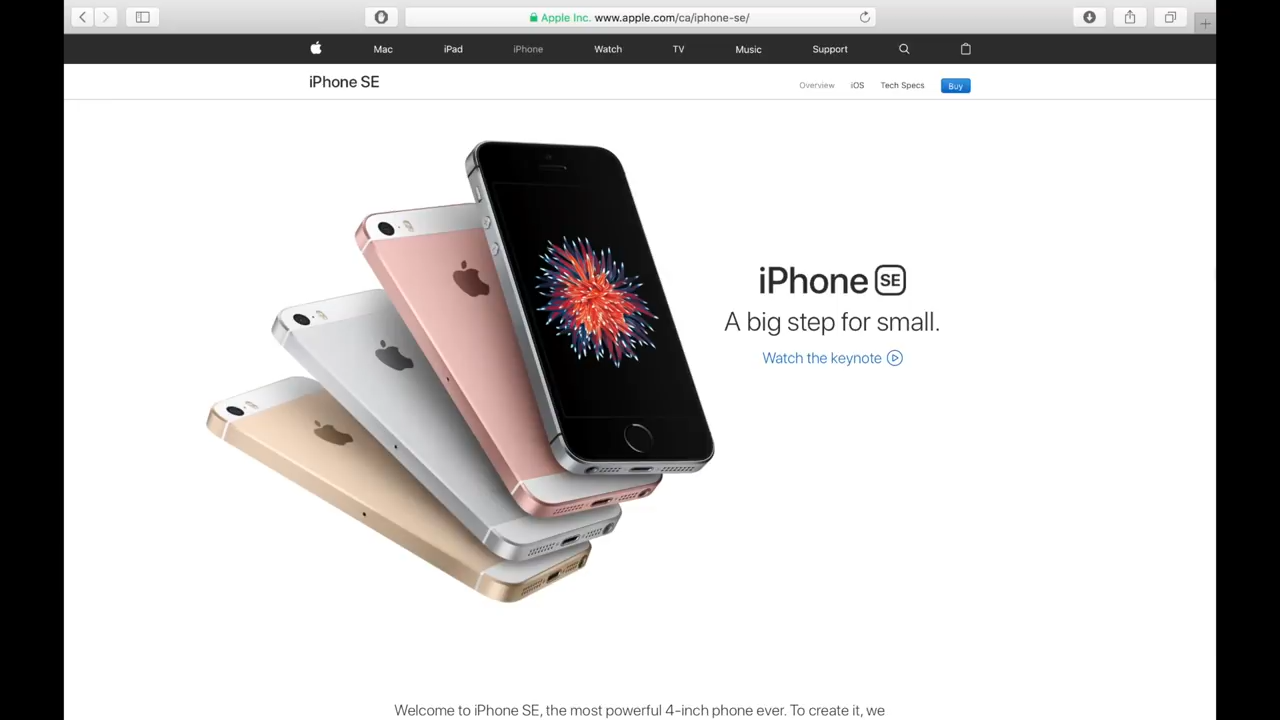 Apple Inc. www.apple.com/ca/iphone-se/
Mac iPad iPhone Watch TV Music Support
iPhone SE
Overview iOS Tech Specs Buy
iPhone SE
A big step for small.
Watch the keynote
Welcome to iPhone SE, the most powerful 4-inch phone ever. To create it, we